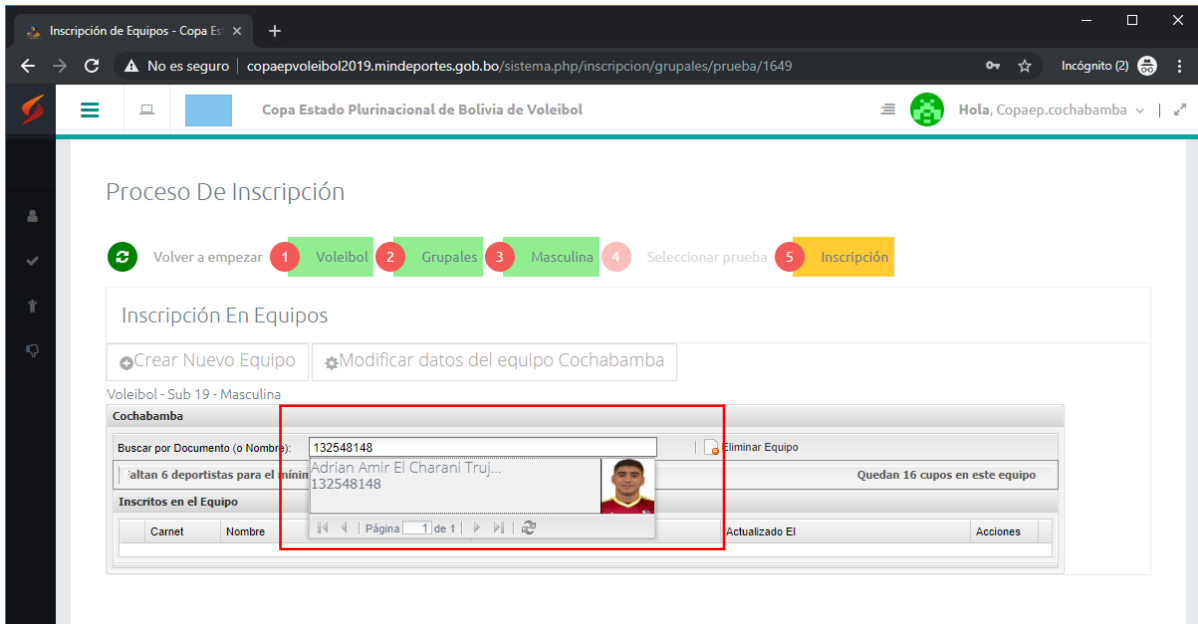 Inscripción de Equipos - Copa Es
No es seguro | copaepvoleibol2019.mindeportes.gob.bo/sistema.php/inscripcion/grupales/prueba/1649
Incógnito (2)
Copa Estado Plurinacional de Bolivia de Voleibol
Hola, Copaep.cochabamba
Proceso De Inscripción
Volver a empezar 1 Voleibol 2 Grupales 3 Masculina 4 Seleccionar prueba 5 Inscripción
Inscripción En Equipos
Crear Nuevo Equipo Modificar datos del equipo Cochabamba
Voleibol - Sub 19 - Masculina
Cochabamba
Buscar por Documento (o Nombre): 132548148 Eliminar Equipo
altan 6 deportistas para el mínim Quedan 16 cupos en este equipo
Adrian Amir El Charani Truj...
132548148
Inscritos en el Equipo
Página 1 de 1
Carnet Nombre Actualizado El Acciones